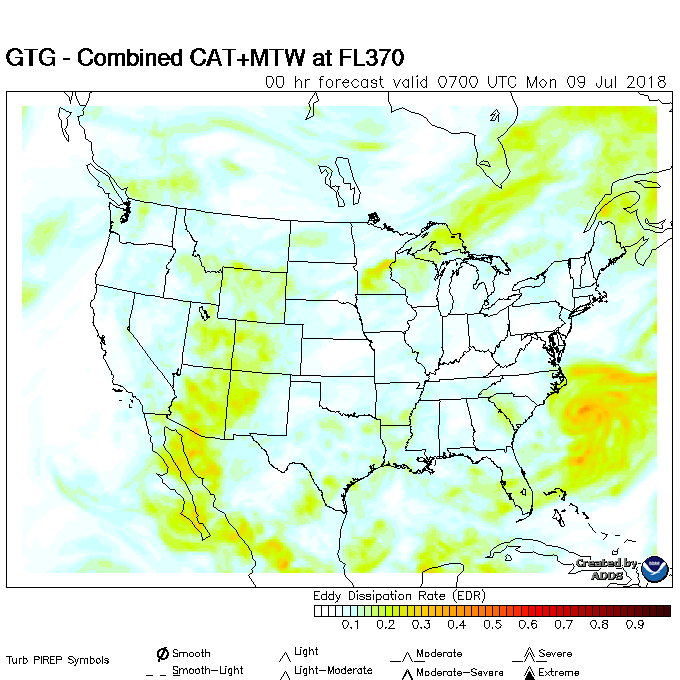 GTG - Combined CAT+MTW at FL370
00 hr forecast valid 0700 UTC Mon 09 Jul 2018
Created by
ADDS
Eddy Dissipation Rate (EDR)
0.1 0.2 0.3 0.4 0.5 0.6 0.7 0.8 0.9
Turb PIREP Symbols
Smooth Light Moderate Severe
Smooth-Light Light-Moderate Moderate-Severe Extreme